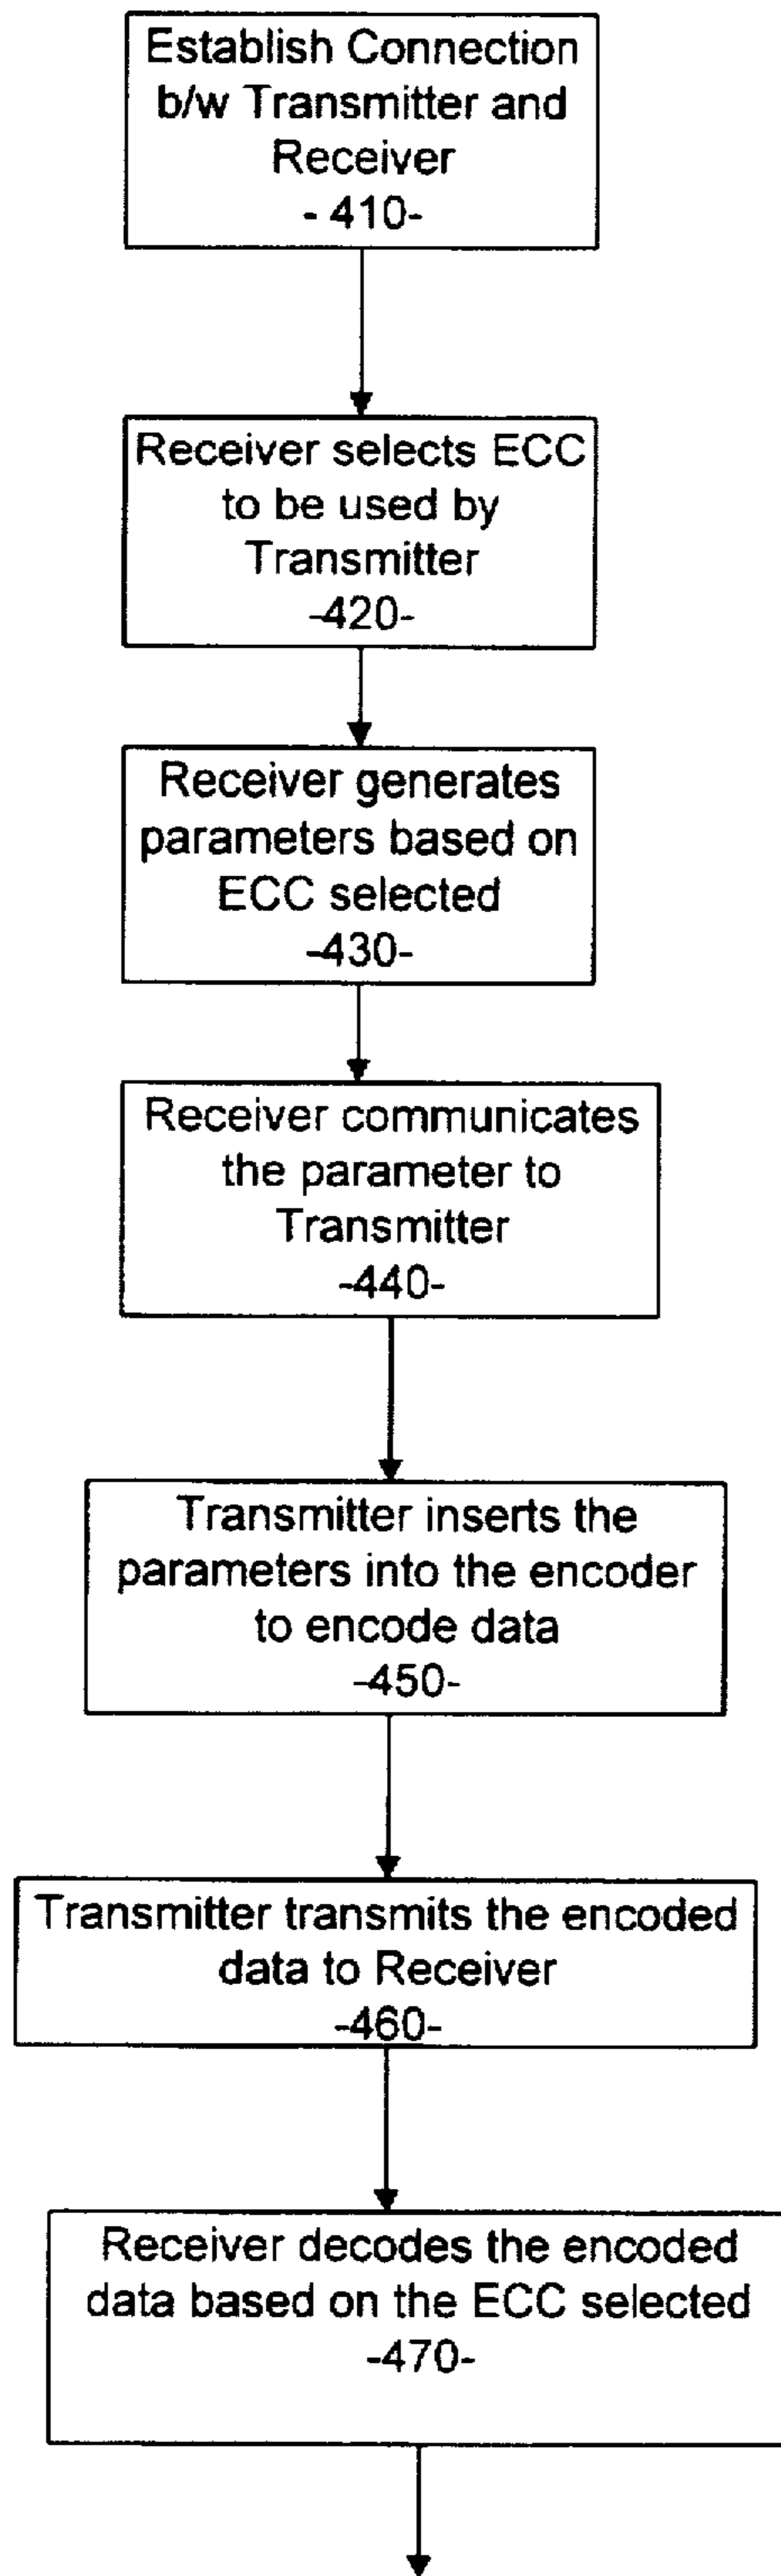 Establish Connection
b/w Transmitter and
Receiver
- 410-
Receiver selects ECC
to be used by
Transmitter
-420-
Receiver generates
parameters based on
ECC selected
-430-
Receiver communicates
the parameter to
Transmitter
-440-
Transmitter inserts the
parameters into the encoder
to encode data
-450-
Transmitter transmits the encoded
data to Receiver
-460-
Receiver decodes the encoded
data based on the ECC selected
-470-